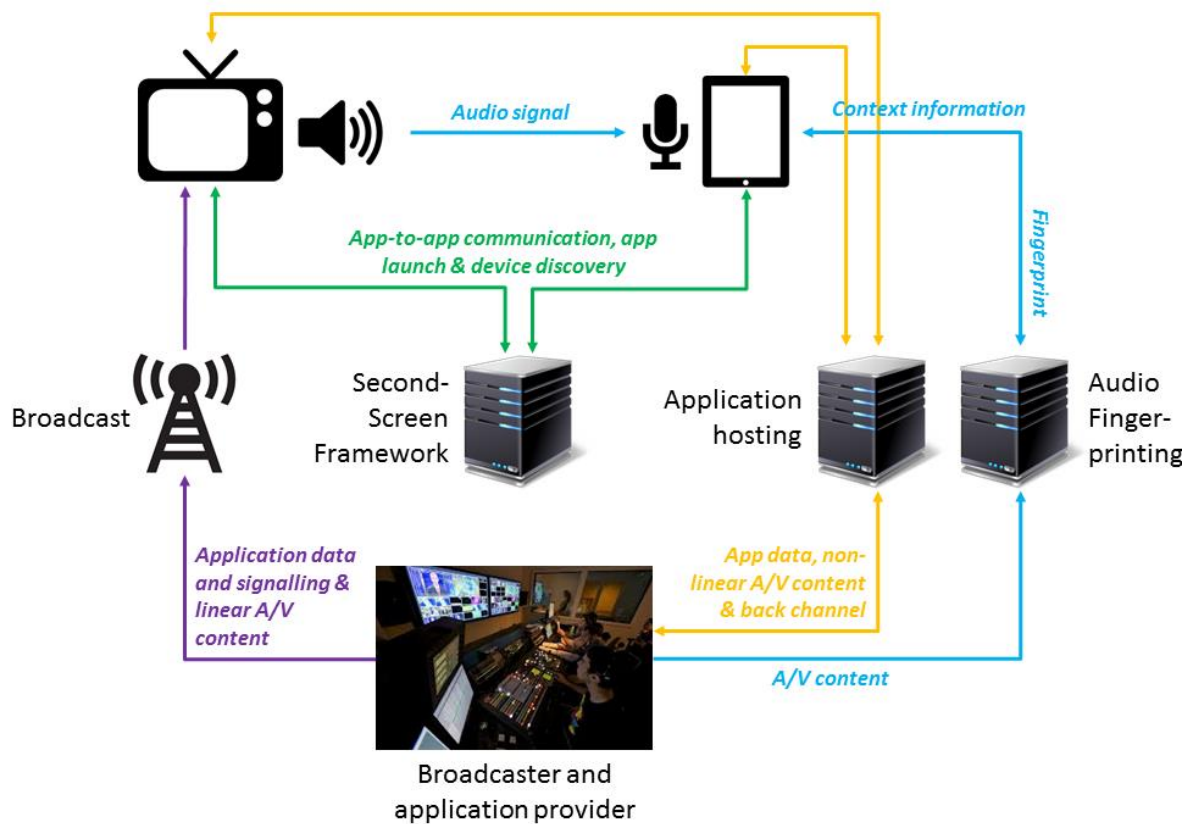 Audio signal
Context information
Fingerprint
App-to-app communication, app
launch & device discovery
Broadcast
Second-
Screen
Framework
Application
hosting
Audio
Finger-
printing
Application data
and signalling &
linear A/V
content
App data, non-
linear A/V content
& back channel
A/V content
Broadcaster and
application provider